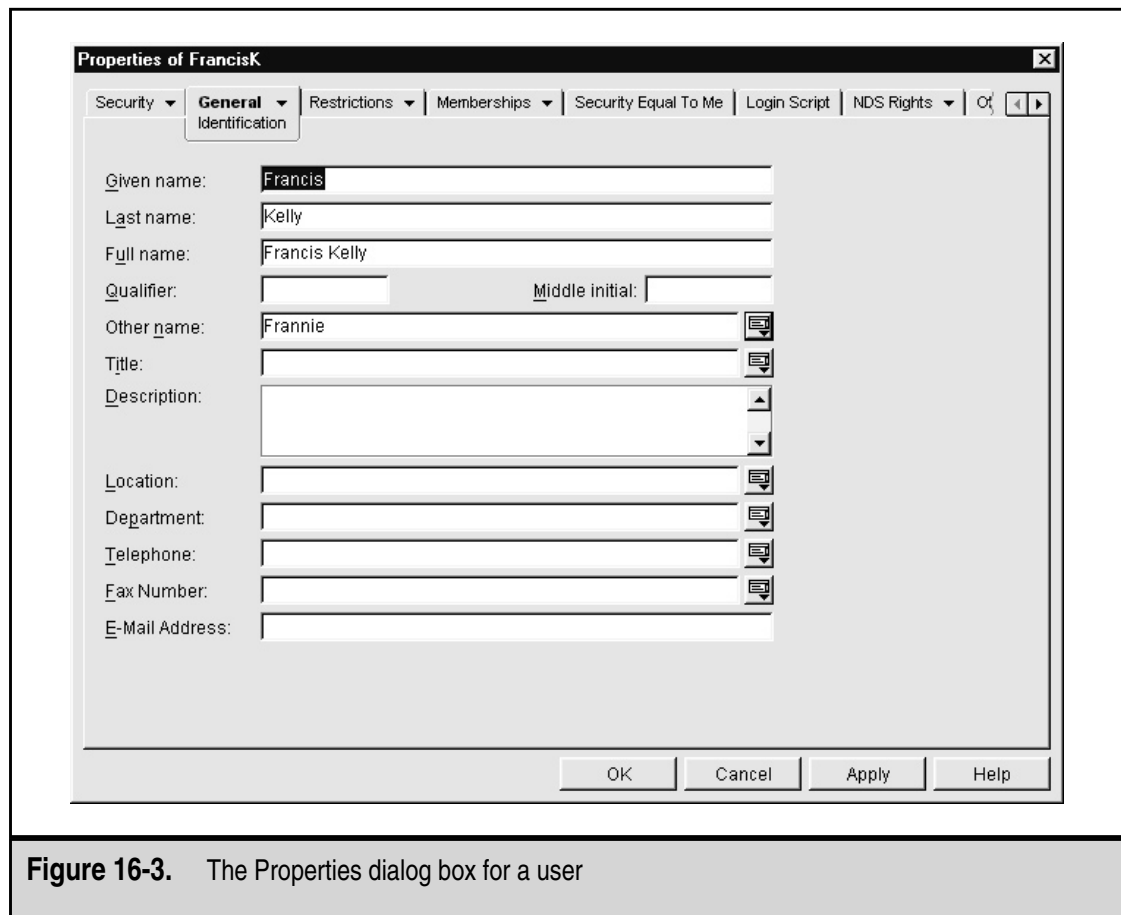 Properties of FrancisK
Security General Restrictions Memberships Security Equal To Me Login Script NDS Rights
Identification
Given name: Francis
Last name: Kelly
Full name: Francis Kelly
Qualifier: Middle initial:
Other name: Frannie
Title:
Description:
Location:
Department:
Telephone:
Fax Number:
E-Mail Address:
OK Cancel Apply Help
Figure 16-3. The Properties dialog box for a user